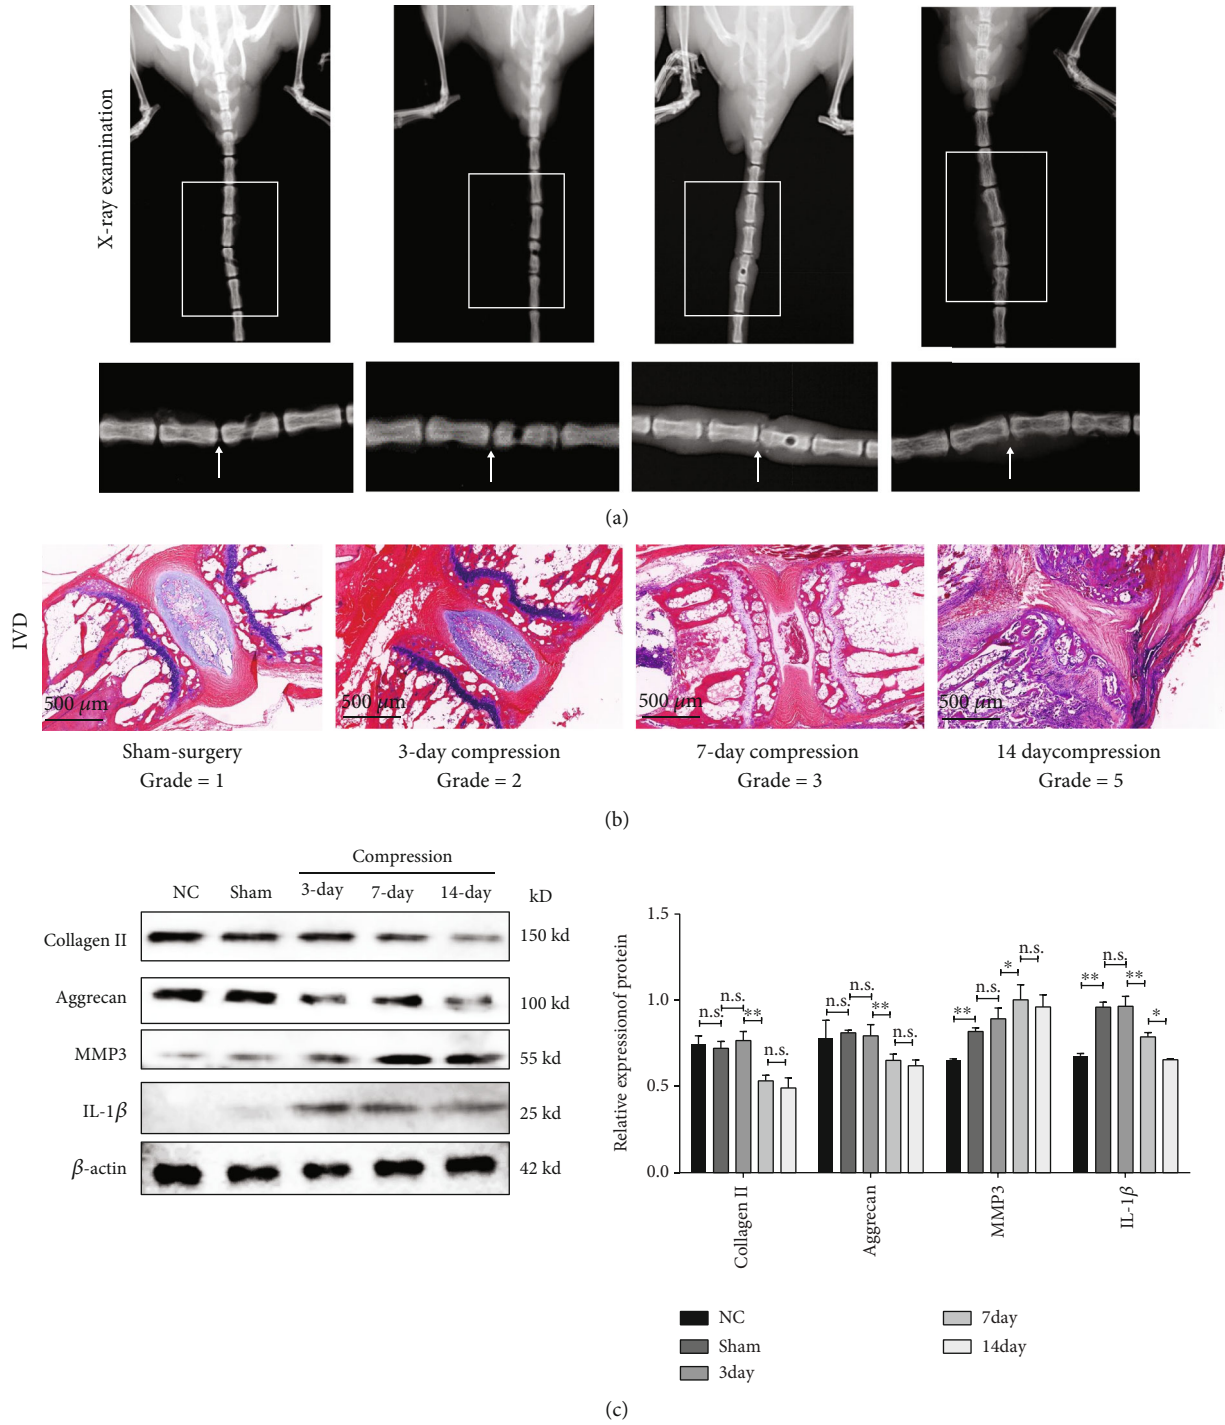 X-ray examination
(a)
IVD
500 µm
500 µm
500 µm
500 µm
Sham-surgery
Grade = 1
3-day compression
Grade = 2
7-day compression
Grade = 3
14 daycompression
Grade = 5
(b)
Compression
NC
Sham
3-day
7-day
14-day
kD
Collagen II
150 kd
Aggrecan
100 kd
MMP3
55 kd
IL-1β
25 kd
β-actin
42 kd
Relative expressionof protein
1.5
1.0
0.5
0.0
n.s.
n.s.
**
n.s.
n.s.
n.s.
**
n.s.
**
n.s.
*
n.s.
**
n.s.
**
*
Collagen II
Aggrecan
MMP3
IL-1β
NC
Sham
3day
7day
14day
(c)